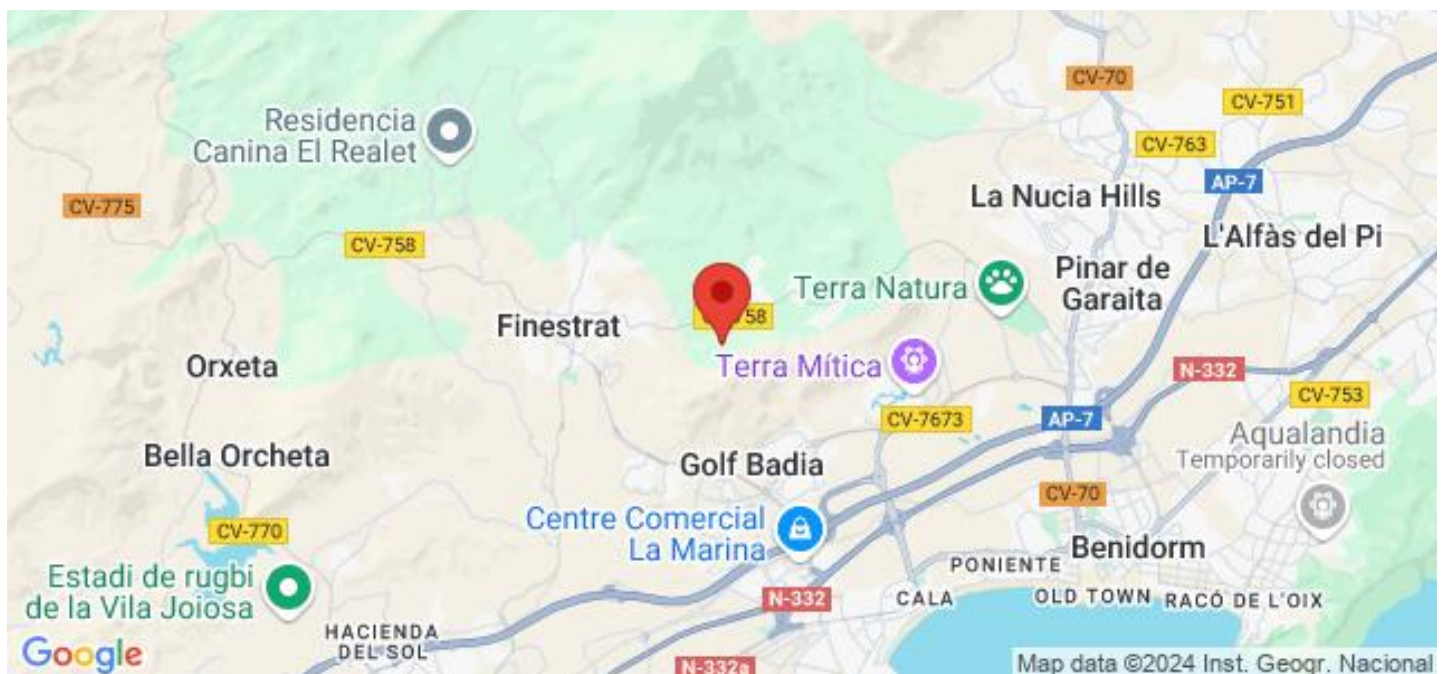 CV-70
CV-751
Residencia
Canina El Realet
CV-763
AP-7
CV-775
La Nucia Hills
CV-758
L'Alfàs del Pi
Terra Natura
Pinar de
Garaita
Finestrat
58
Orxeta
Terra Mítica
N-332
CV-753
CV-7673
AP-7
Aqualandia
Temporarily closed
Bella Orcheta
Golf Badia
CV-70
Centre Comercial
La Marina
CV-770
Benidorm
PONIENTE
Estadi de rugbi
de la Vila Joiosa
N-332
CALA
OLD TOWN
RACÓ DE L'OIX
HACIENDA
DEL SOL
Google
N-332a
Map data ©2024 Inst. Geogr. Nacional